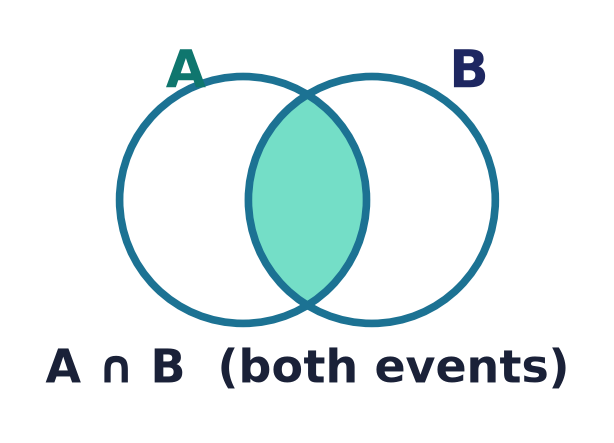 A B
A ∩ B (both events)